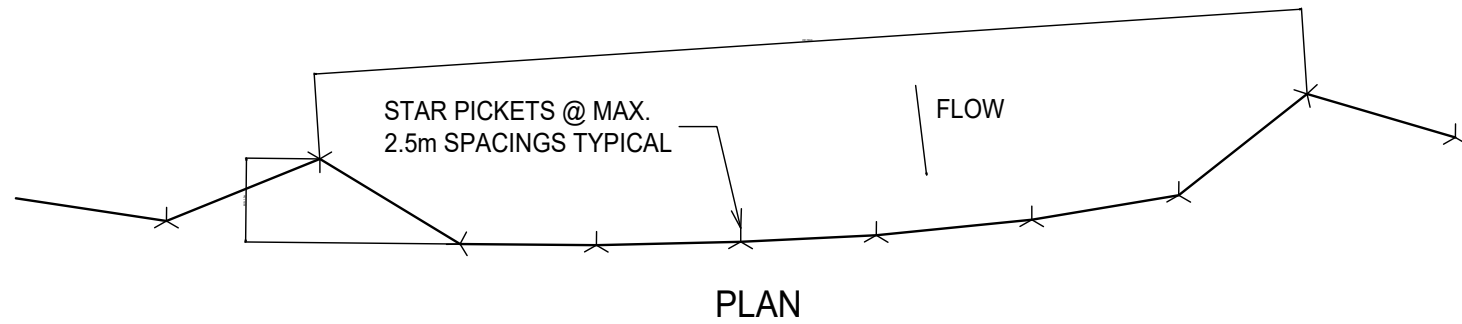 STAR PICKETS @ MAX.
2.5m SPACINGS TYPICAL
FLOW
PLAN